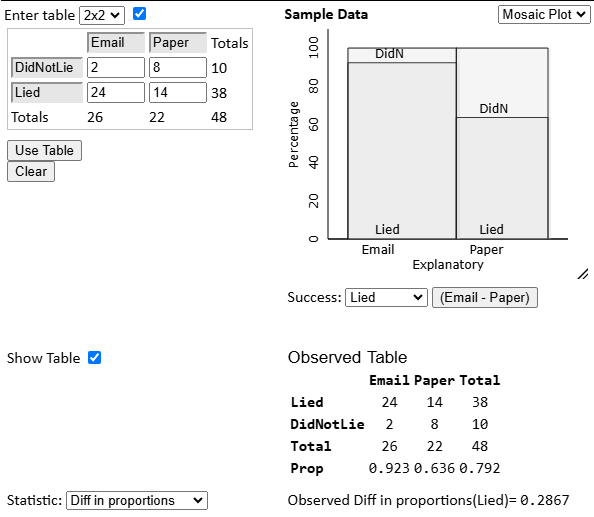 Enter table 2x2
Email Paper Totals
DidNotLie 2 8 10
Lied 24 14 38
Totals 26 22 48
Use Table
Clear
Sample Data Mosaic Plot
Percentage
100
80
60
40
20
0
DidN
DidN
Lied Lied
Email Paper
Explanatory
Success: Lied (Email - Paper)
Show Table
Observed Table
Email Paper Total
Lied 24 14 38
DidNotLie 2 8 10
Total 26 22 48
Prop 0.923 0.636 0.792
Statistic: Diff in proportions
Observed Diff in proportions(Lied)= 0.2867